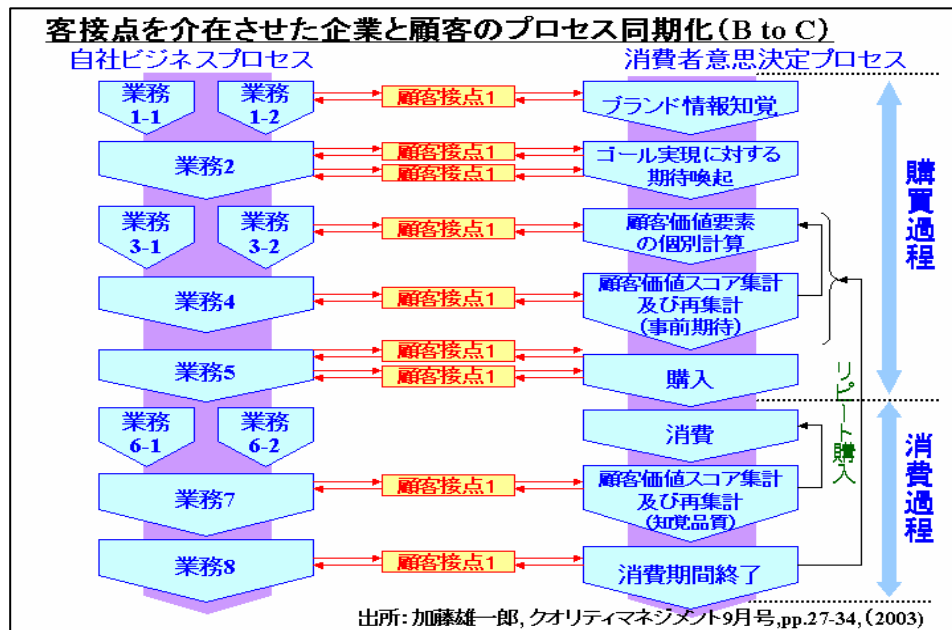 客接点を介在させた企業と顧客のプロセス同期化(B to C)
自社ビジネスプロセス
消費者意思決定プロセス
業務
1-1
業務
1-2
顧客接点1
ブランド情報知覚
業務2
顧客接点1
顧客接点1
ゴール実現に対する
期待喚起
業務
3-1
業務
3-2
顧客接点1
顧客価値要素
の個別計算
業務4
顧客接点1
顧客価値スコア集計
及び再集計
(事前期待)
業務5
顧客接点1
顧客接点1
購入
購買過程
業務
6-1
業務
6-2
消費
業務7
顧客接点1
顧客価値スコア集計
及び再集計
(知覚品質)
業務8
顧客接点1
消費期間終了
リピート購入
消費過程
出所:加藤雄一郎, クオリティマネジメント9月号,pp.27-34,(2003)